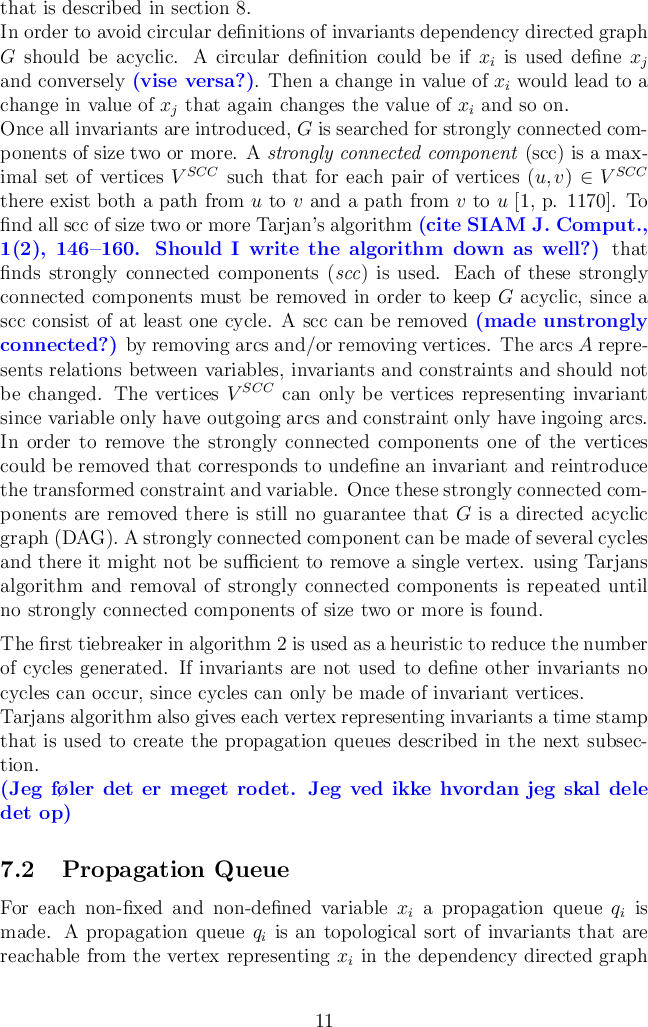 that is described in section 8.
In order to avoid circular definitions of invariants dependency directed graph
G should be acyclic. A circular definition could be if x_i is used define x_j
and conversely (vise versa?). Then a change in value of x_i would lead to a
change in value of x_j that again changes the value of x_i and so on.
Once all invariants are introduced, G is searched for strongly connected com-
ponents of size two or more. A strongly connected component (scc) is a max-
imal set of vertices V^{SCC} such that for each pair of vertices (u, v) ∈ V^{SCC}
there exist both a path from u to v and a path from v to u [1, p. 1170]. To
find all scc of size two or more Tarjan's algorithm (cite SIAM J. Comput.,
1(2), 146–160. Should I write the algorithm down as well?) that
finds strongly connected components (scc) is used. Each of these strongly
connected components must be removed in order to keep G acyclic, since a
scc consist of at least one cycle. A scc can be removed (made unstrongly
connected?) by removing arcs and/or removing vertices. The arcs A repre-
sents relations between variables, invariants and constraints and should not
be changed. The vertices V^{SCC} can only be vertices representing invariant
since variable only have outgoing arcs and constraint only have ingoing arcs.
In order to remove the strongly connected components one of the vertices
could be removed that corresponds to undefine an invariant and reintroduce
the transformed constraint and variable. Once these strongly connected com-
ponents are removed there is still no guarantee that G is a directed acyclic
graph (DAG). A strongly connected component can be made of several cycles
and there it might not be sufficient to remove a single vertex. using Tarjans
algorithm and removal of strongly connected components is repeated until
no strongly connected components of size two or more is found.
The first tiebreaker in algorithm 2 is used as a heuristic to reduce the number
of cycles generated. If invariants are not used to define other invariants no
cycles can occur, since cycles can only be made of invariant vertices.
Tarjans algorithm also gives each vertex representing invariants a time stamp
that is used to create the propagation queues described in the next subsec-
tion.
(Jeg føler det er meget rodet. Jeg ved ikke hvordan jeg skal dele
det op)
7.2 Propagation Queue
For each non-fixed and non-defined variable x_i a propagation queue q_i is
made. A propagation queue q_i is an topological sort of invariants that are
reachable from the vertex representing x_i in the dependency directed graph
11